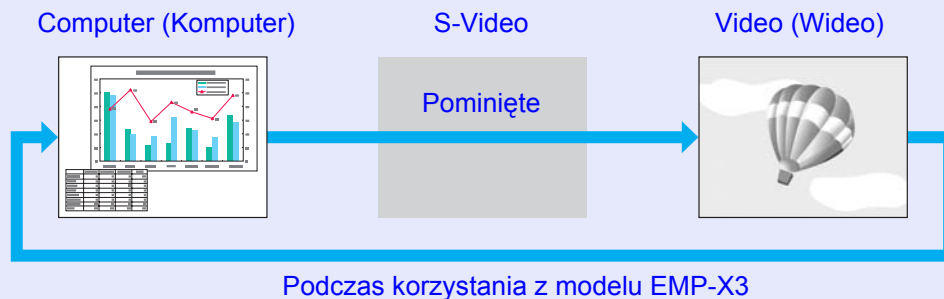 Computer (Komputer)
S-Video
Video (Wideo)
Pominięte
Podczas korzystania z modelu EMP-X3